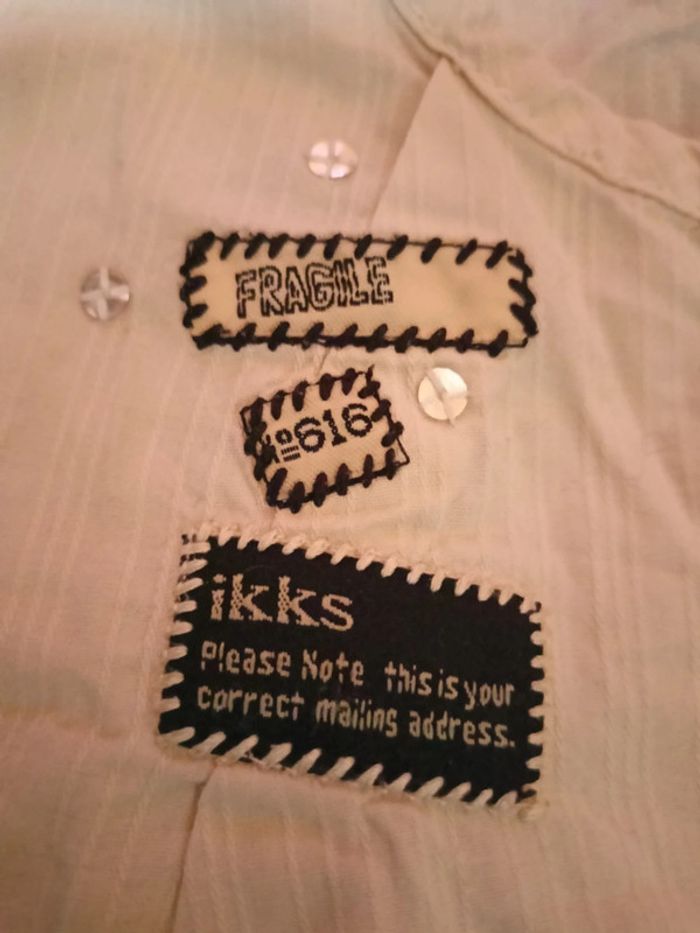 FRAGILE
№616
ikks
Please Note this is your
correct mailing address.